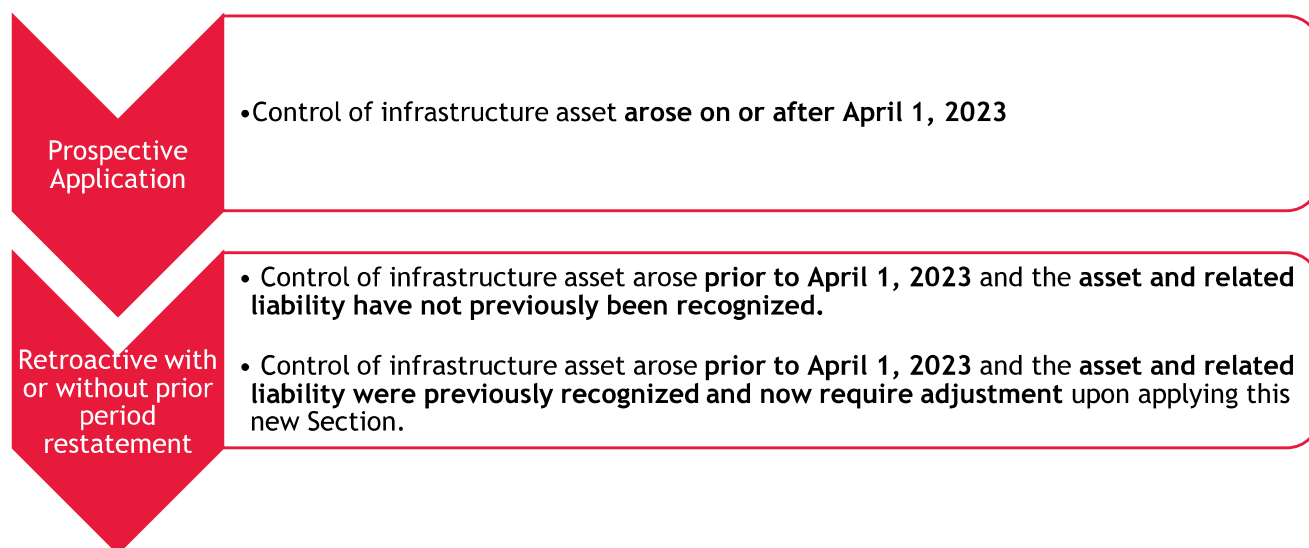 Prospective
Application
•Control of infrastructure asset arose on or after April 1, 2023
Retroactive with
or without prior
period
restatement
• Control of infrastructure asset arose prior to April 1, 2023 and the asset and related
liability have not previously been recognized.
• Control of infrastructure asset arose prior to April 1, 2023 and the asset and related
liability were previously recognized and now require adjustment upon applying this
new Section.